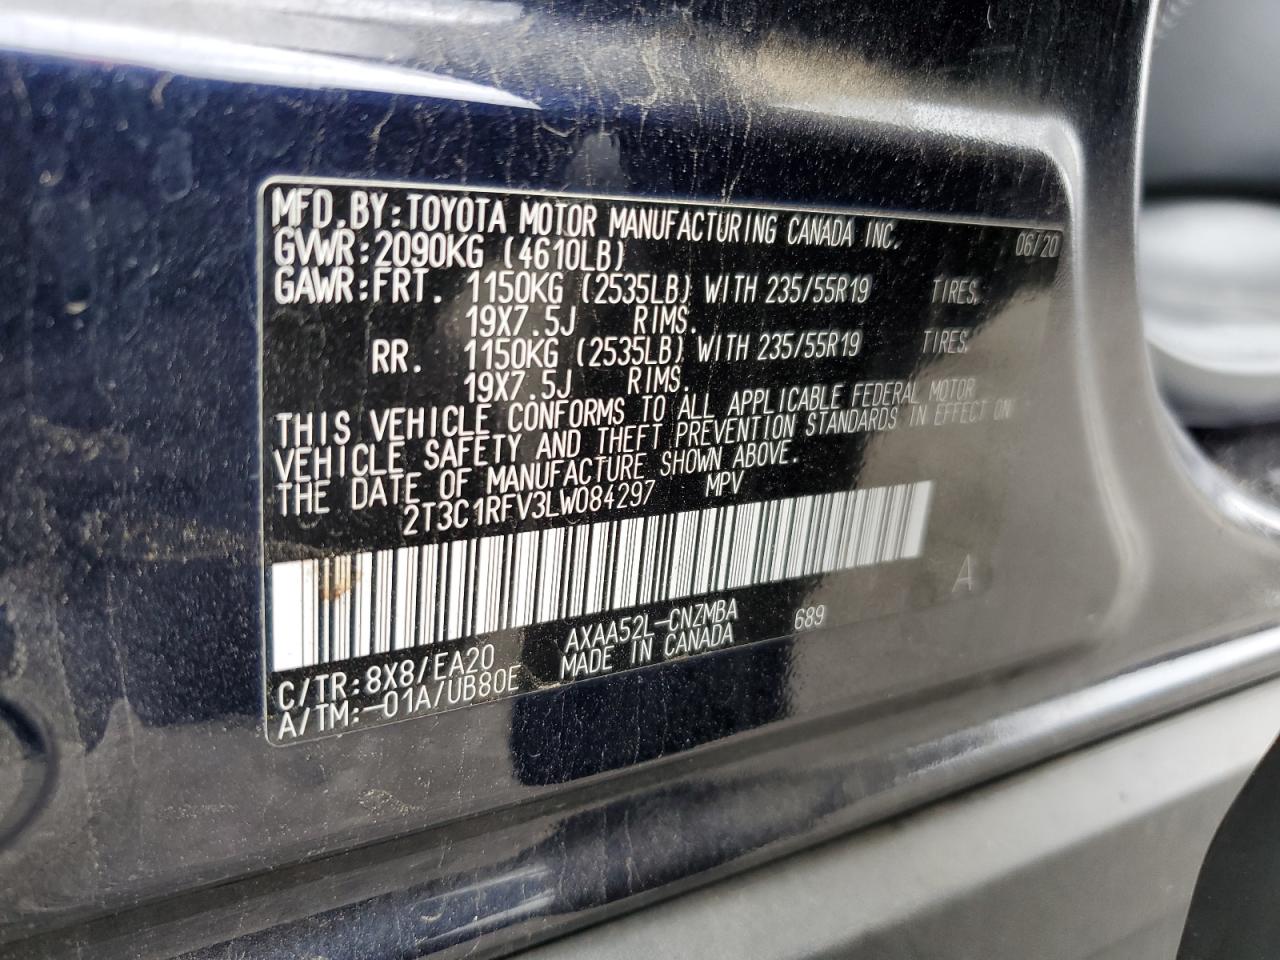 MFD.BY:TOYOTA MOTOR MANUFACTURING CANADA INC. 06/20
GVWR:2090KG (4610LB)
GAWR:FRT. 1150KG (2535LB) WITH 235/55R19 TIRES,
19X7.5J RIMS.
RR. 1150KG (2535LB) WITH 235/55R19 TIRES,
19X7.5J RIMS.
THIS VEHICLE CONFORMS TO ALL APPLICABLE FEDERAL MOTOR
VEHICLE SAFETY AND THEFT PREVENTION STANDARDS IN EFFECT ON
THE DATE OF MANUFACTURE SHOWN ABOVE.
2T3C1RFV3LW084297 MPV
A
C/TR:8X8/EA20 AXAA52L-CNZMBA 689
A/TM:-01A/UB80E MADE IN CANADA